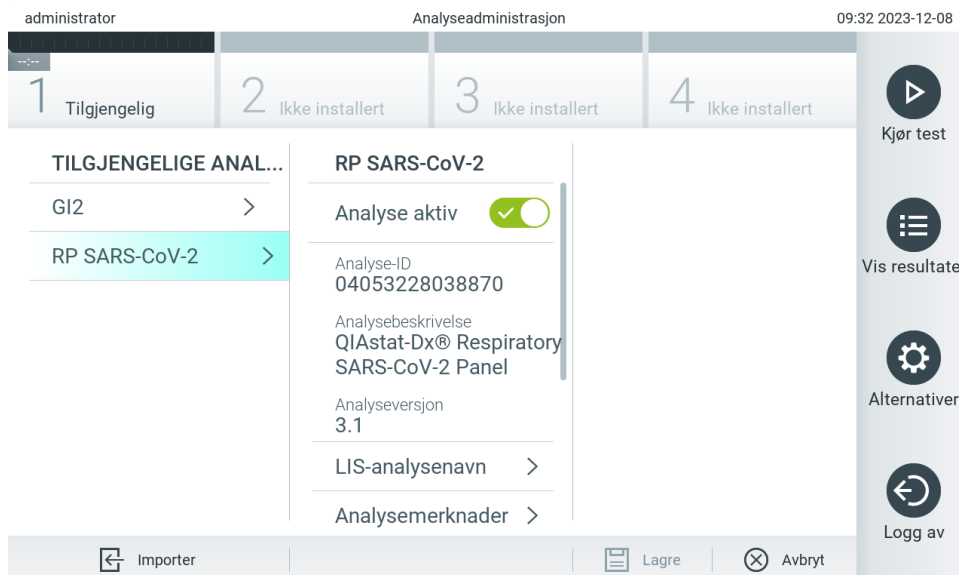 administrator
Analyseadministrasjon
09:32 2023-12-08
--:--
1 Tilgjengelig
2 Ikke installert
3 Ikke installert
4 Ikke installert
TILGJENGELIGE ANAL...
GI2
RP SARS-CoV-2
RP SARS-CoV-2
Analyse aktiv
Analyse-ID
04053228038870
Analysebeskrivelse
QIAstat-Dx® Respiratory
SARS-CoV-2 Panel
Analyseversjon
3.1
LIS-analysenavn
Analysemerknader
Kjør test
Vis resultate
Alternativer
Logg av
Importer
Lagre
Avbryt